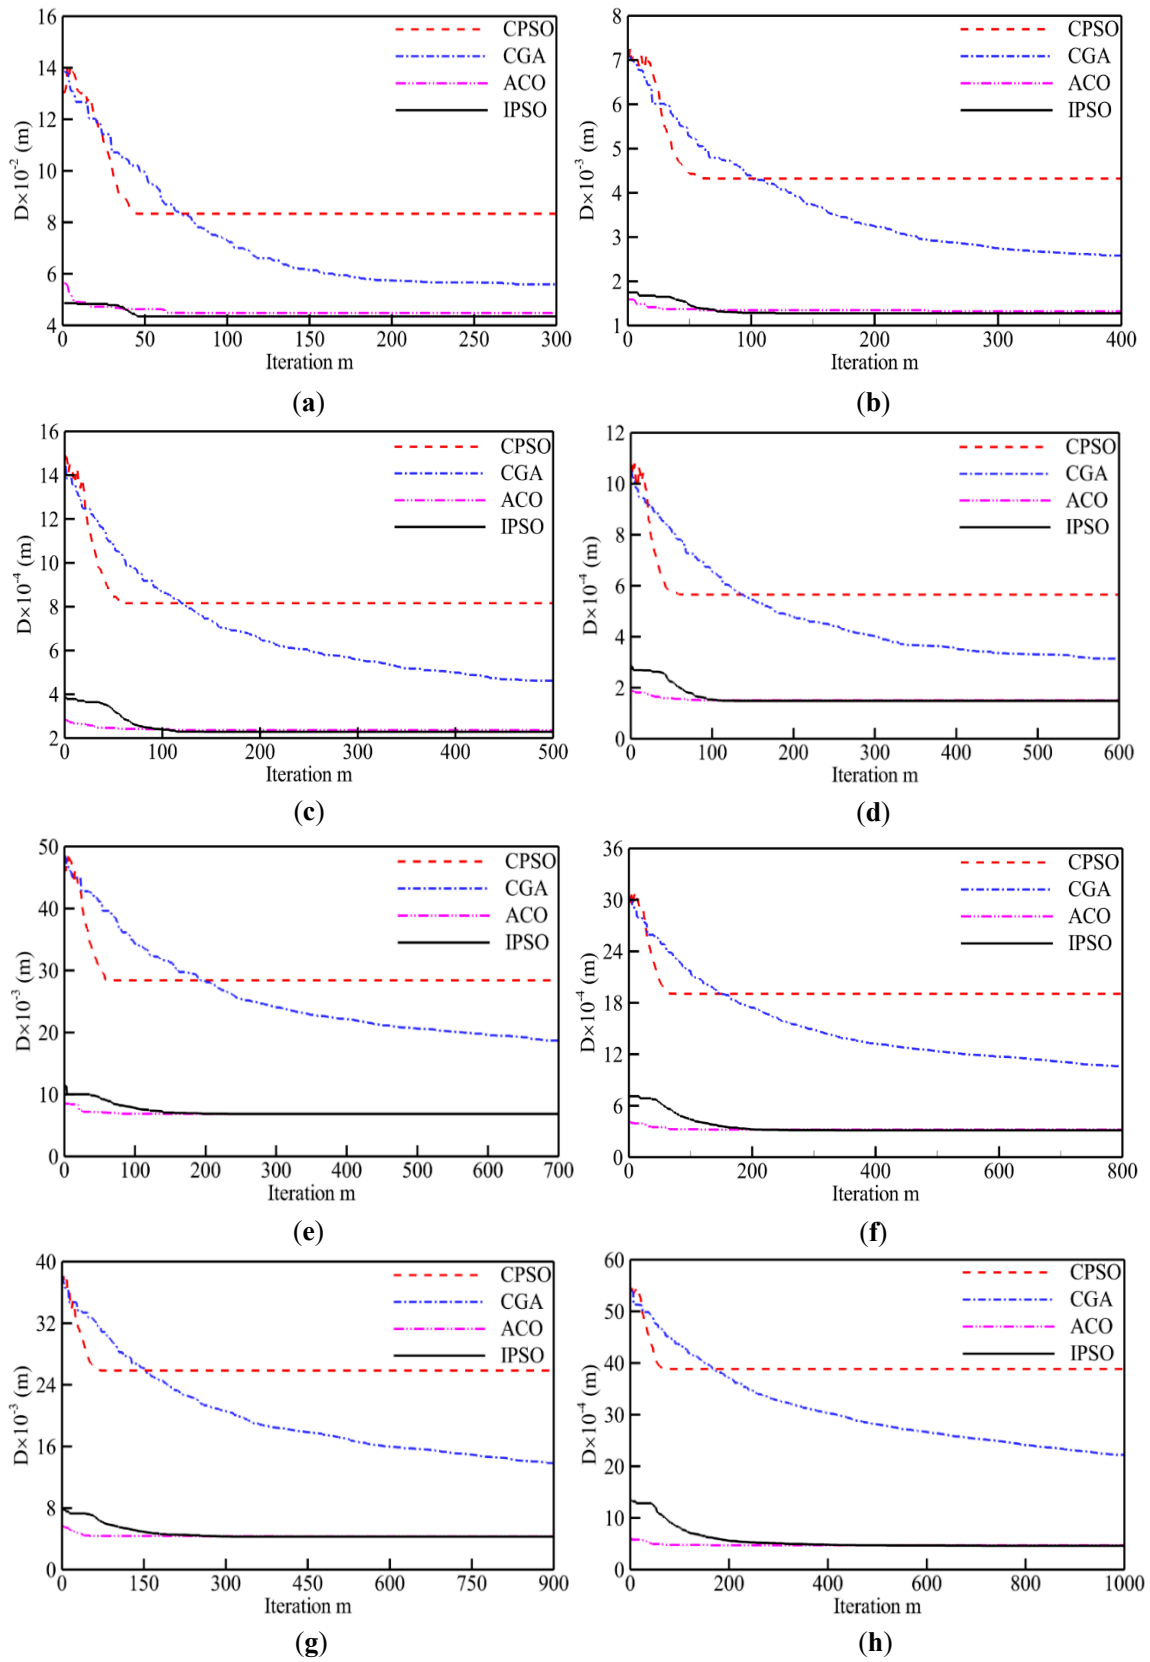 16
14
12
10
8
6
4
D×10⁻² (m)
CPSO
CGA
ACO
IPSO
0 50 100 150 200 250 300
Iteration m
(a)
8
7
6
5
4
3
2
1
D×10⁻³ (m)
CPSO
CGA
ACO
IPSO
0 100 200 300 400
Iteration m
(b)
16
14
12
10
8
6
4
2
D×10⁻⁴ (m)
CPSO
CGA
ACO
IPSO
0 100 200 300 400 500
Iteration m
(c)
12
10
8
6
4
2
0
D×10⁻⁴ (m)
CPSO
CGA
ACO
IPSO
0 100 200 300 400 500 600
Iteration m
(d)
50
40
30
20
10
0
D×10⁻³ (m)
CPSO
CGA
ACO
IPSO
0 100 200 300 400 500 600 700
Iteration m
(e)
36
30
24
18
12
6
0
D×10⁻⁴ (m)
CPSO
CGA
ACO
IPSO
0 200 400 600 800
Iteration m
(f)
40
32
24
16
8
0
D×10⁻³ (m)
CPSO
CGA
ACO
IPSO
0 150 300 450 600 750 900
Iteration m
(g)
60
50
40
30
20
10
0
D×10⁻⁴ (m)
CPSO
CGA
ACO
IPSO
0 200 400 600 800 1000
Iteration m
(h)